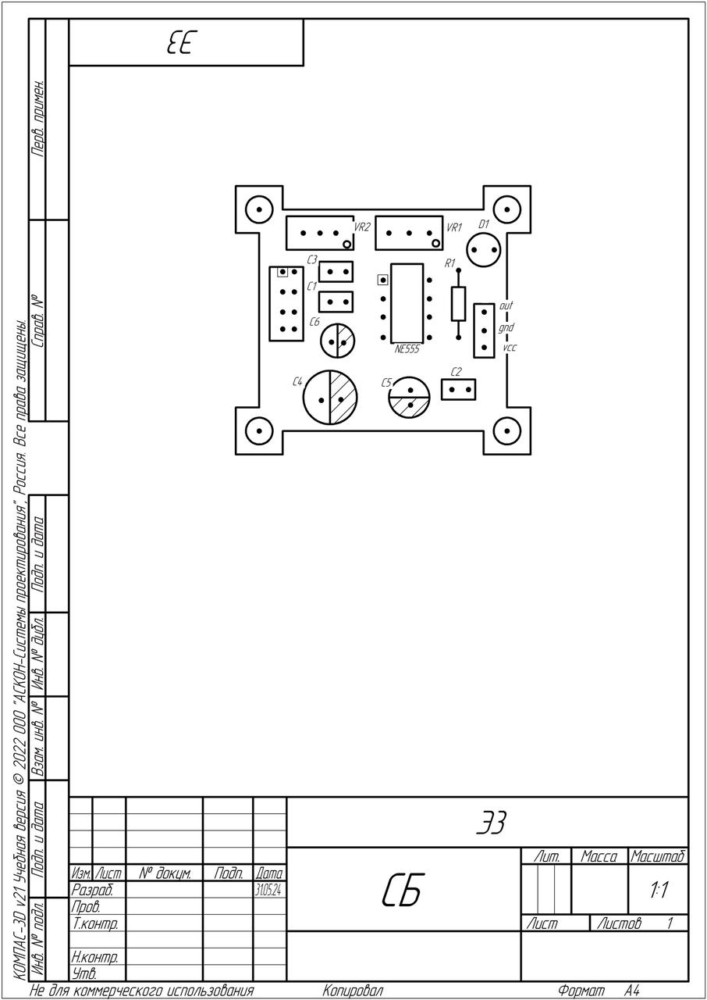 ЭЗ
Перв. примен.
Справ. №
Подп. и дата
Инв. № дубл.
Взам. инв. №
Подп. и дата
Инв. № подл.
КОМПАС-3D v21 Учебная версия © 2022 ООО "АСКОН-Системы проектирования", Россия. Все права защищены.
VR2
VR1
D1
C3
R1
C1
out
C6
gnd
NE555
vcc
C4
C5
C2
ЭЗ
Изм. Лист № докум. Подп. Дата
Разраб. 31.05.24
Пров.
Т.контр.
Н.контр.
Утв.
СБ
Лит. Масса Масштаб
1:1
Лист Листов 1
Не для коммерческого использования Копировал Формат А4